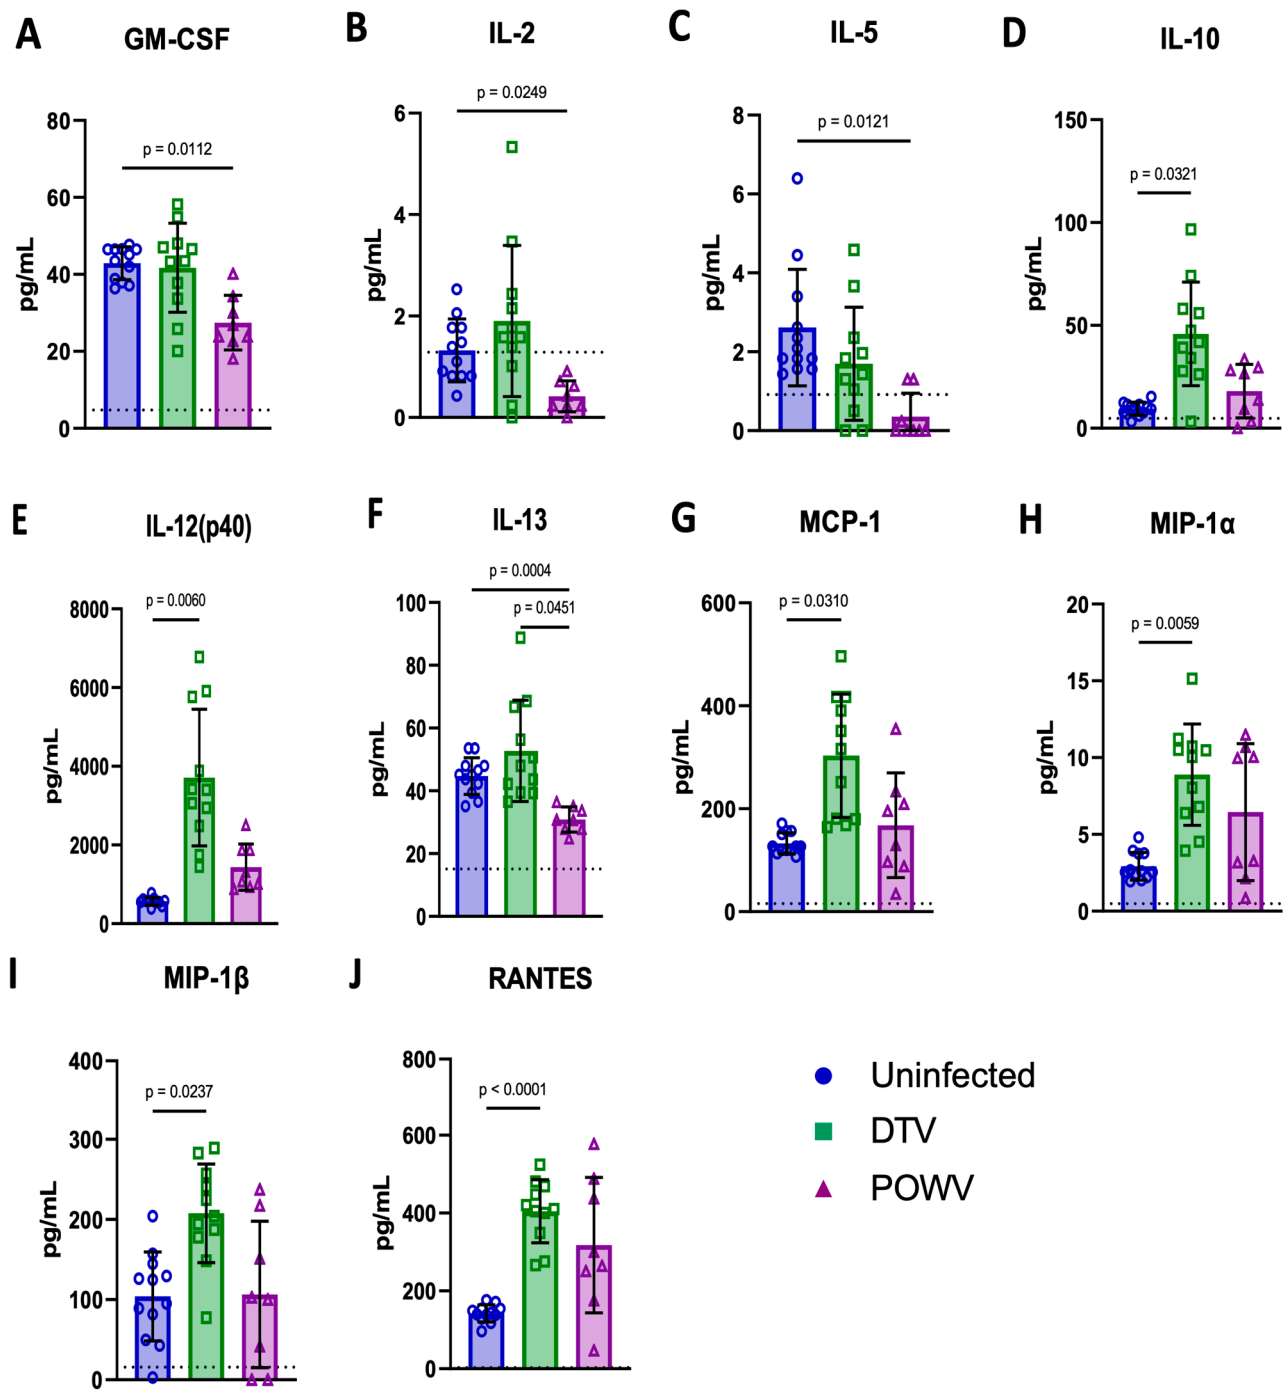 A GM-CSF
80
60
40
20
0
pg/mL
p = 0.0112
B IL-2
6
4
2
0
pg/mL
p = 0.0249
C IL-5
8
6
4
2
0
pg/mL
p = 0.0121
D IL-10
150
100
50
0
pg/mL
p = 0.0321
E IL-12(p40)
8000
6000
4000
2000
0
pg/mL
p = 0.0060
F IL-13
100
80
60
40
20
0
pg/mL
p = 0.0004
p = 0.0451
G MCP-1
600
400
200
0
pg/mL
p = 0.0310
H MIP-1α
20
15
10
5
0
pg/mL
p = 0.0059
I MIP-1β
400
300
200
100
0
pg/mL
p = 0.0237
J RANTES
800
600
400
200
0
pg/mL
p < 0.0001
Uninfected
DTV
POWV